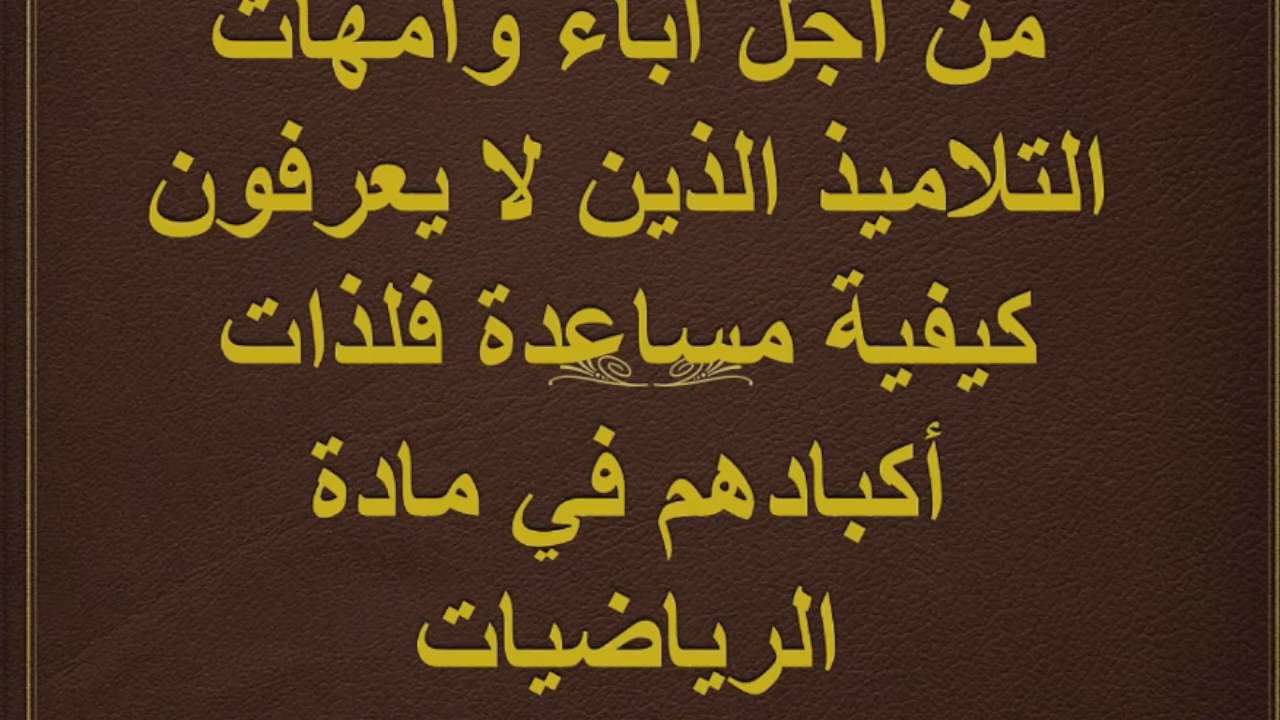 من أجل آباء وأمهات
التلاميذ الذين لا يعرفون
كيفية مساعدة فلذات
أكبادهم في مادة
الرياضيات